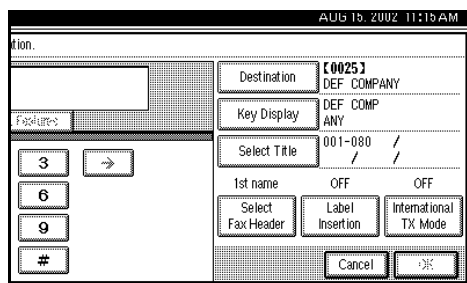 AUG 15. 2002 11:15AM
tion.
Destination 【0025】
DEF COMPANY
Key Display DEF COMP
ANY
Features
Select Title 001-080 /
/ /
3 →
6
9
#
1st name OFF OFF
Select Fax Header
Label Insertion
International TX Mode
Cancel OK